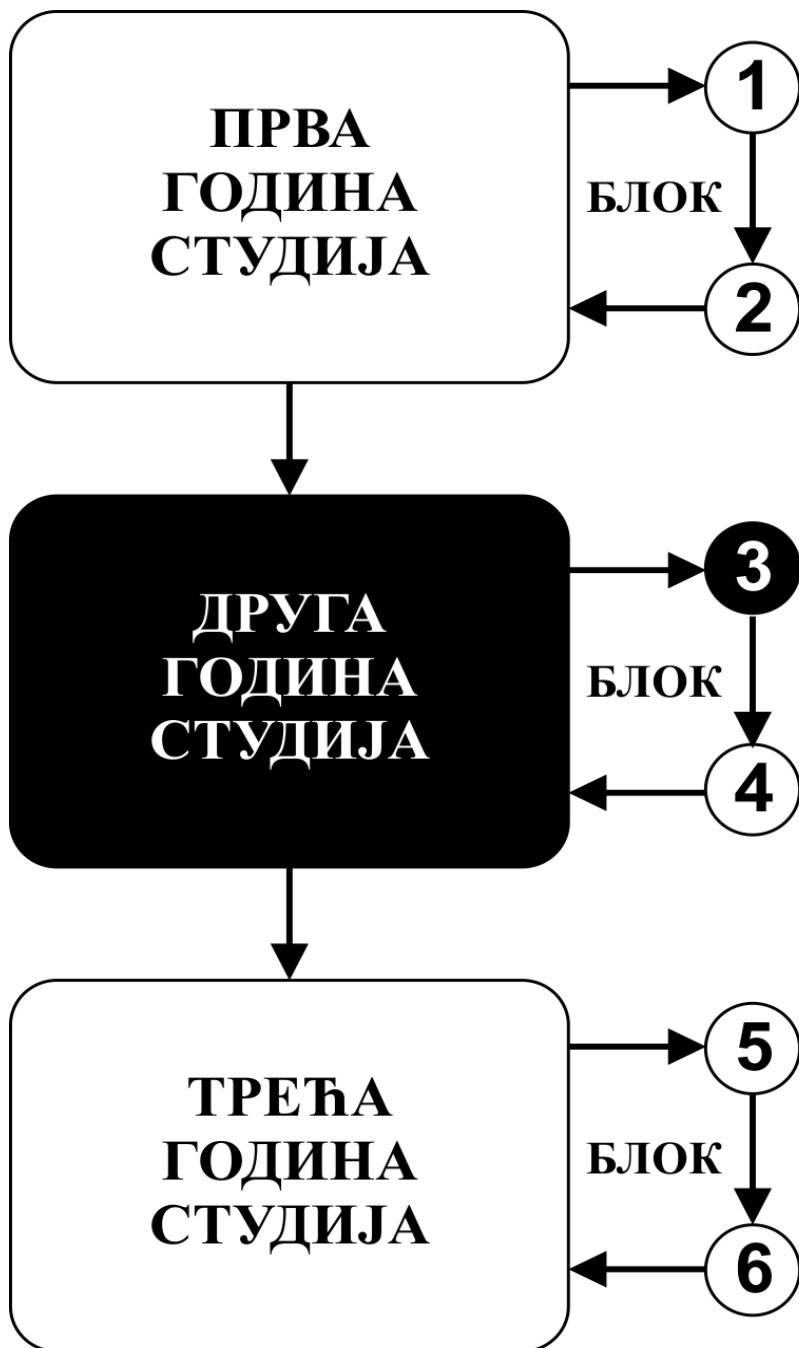 ПРВА
ГОДИНА
СТУДИЈА
1
БЛОК
2
ДРУГА
ГОДИНА
СТУДИЈА
3
БЛОК
4
ТРЕЋА
ГОДИНА
СТУДИЈА
5
БЛОК
6